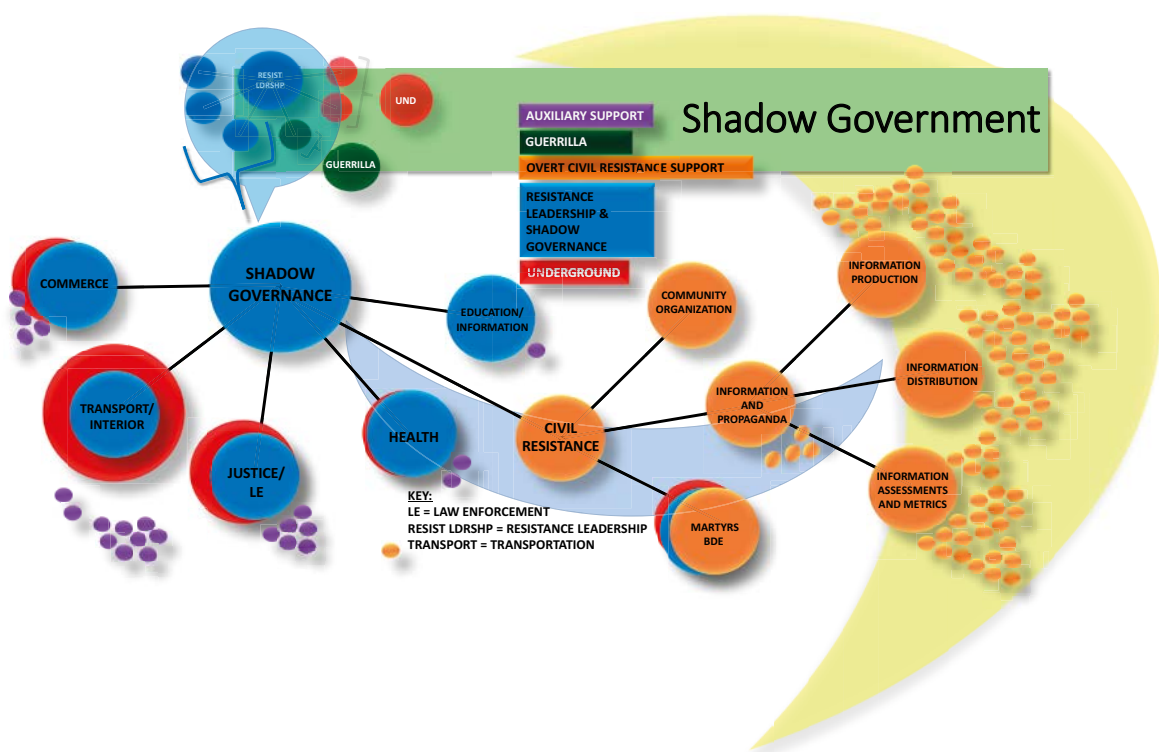 RESIST
LDRSHP
UND
GUERRILLA
Shadow Government
AUXILIARY SUPPORT
GUERRILLA
OVERT CIVIL RESISTANCE SUPPORT
RESISTANCE
LEADERSHIP &
SHADOW
GOVERNANCE
UNDERGROUND
COMMERCE
SHADOW
GOVERNANCE
EDUCATION/
INFORMATION
COMMUNITY
ORGANIZATION
INFORMATION
PRODUCTION
TRANSPORT/
INTERIOR
JUSTICE/
LE
HEALTH
CIVIL
RESISTANCE
INFORMATION
AND
PROPAGANDA
INFORMATION
DISTRIBUTION
INFORMATION
ASSESSMENTS
AND METRICS
MARTYRS
BDE
KEY:
LE = LAW ENFORCEMENT
RESIST LDRSHP = RESISTANCE LEADERSHIP
TRANSPORT = TRANSPORTATION